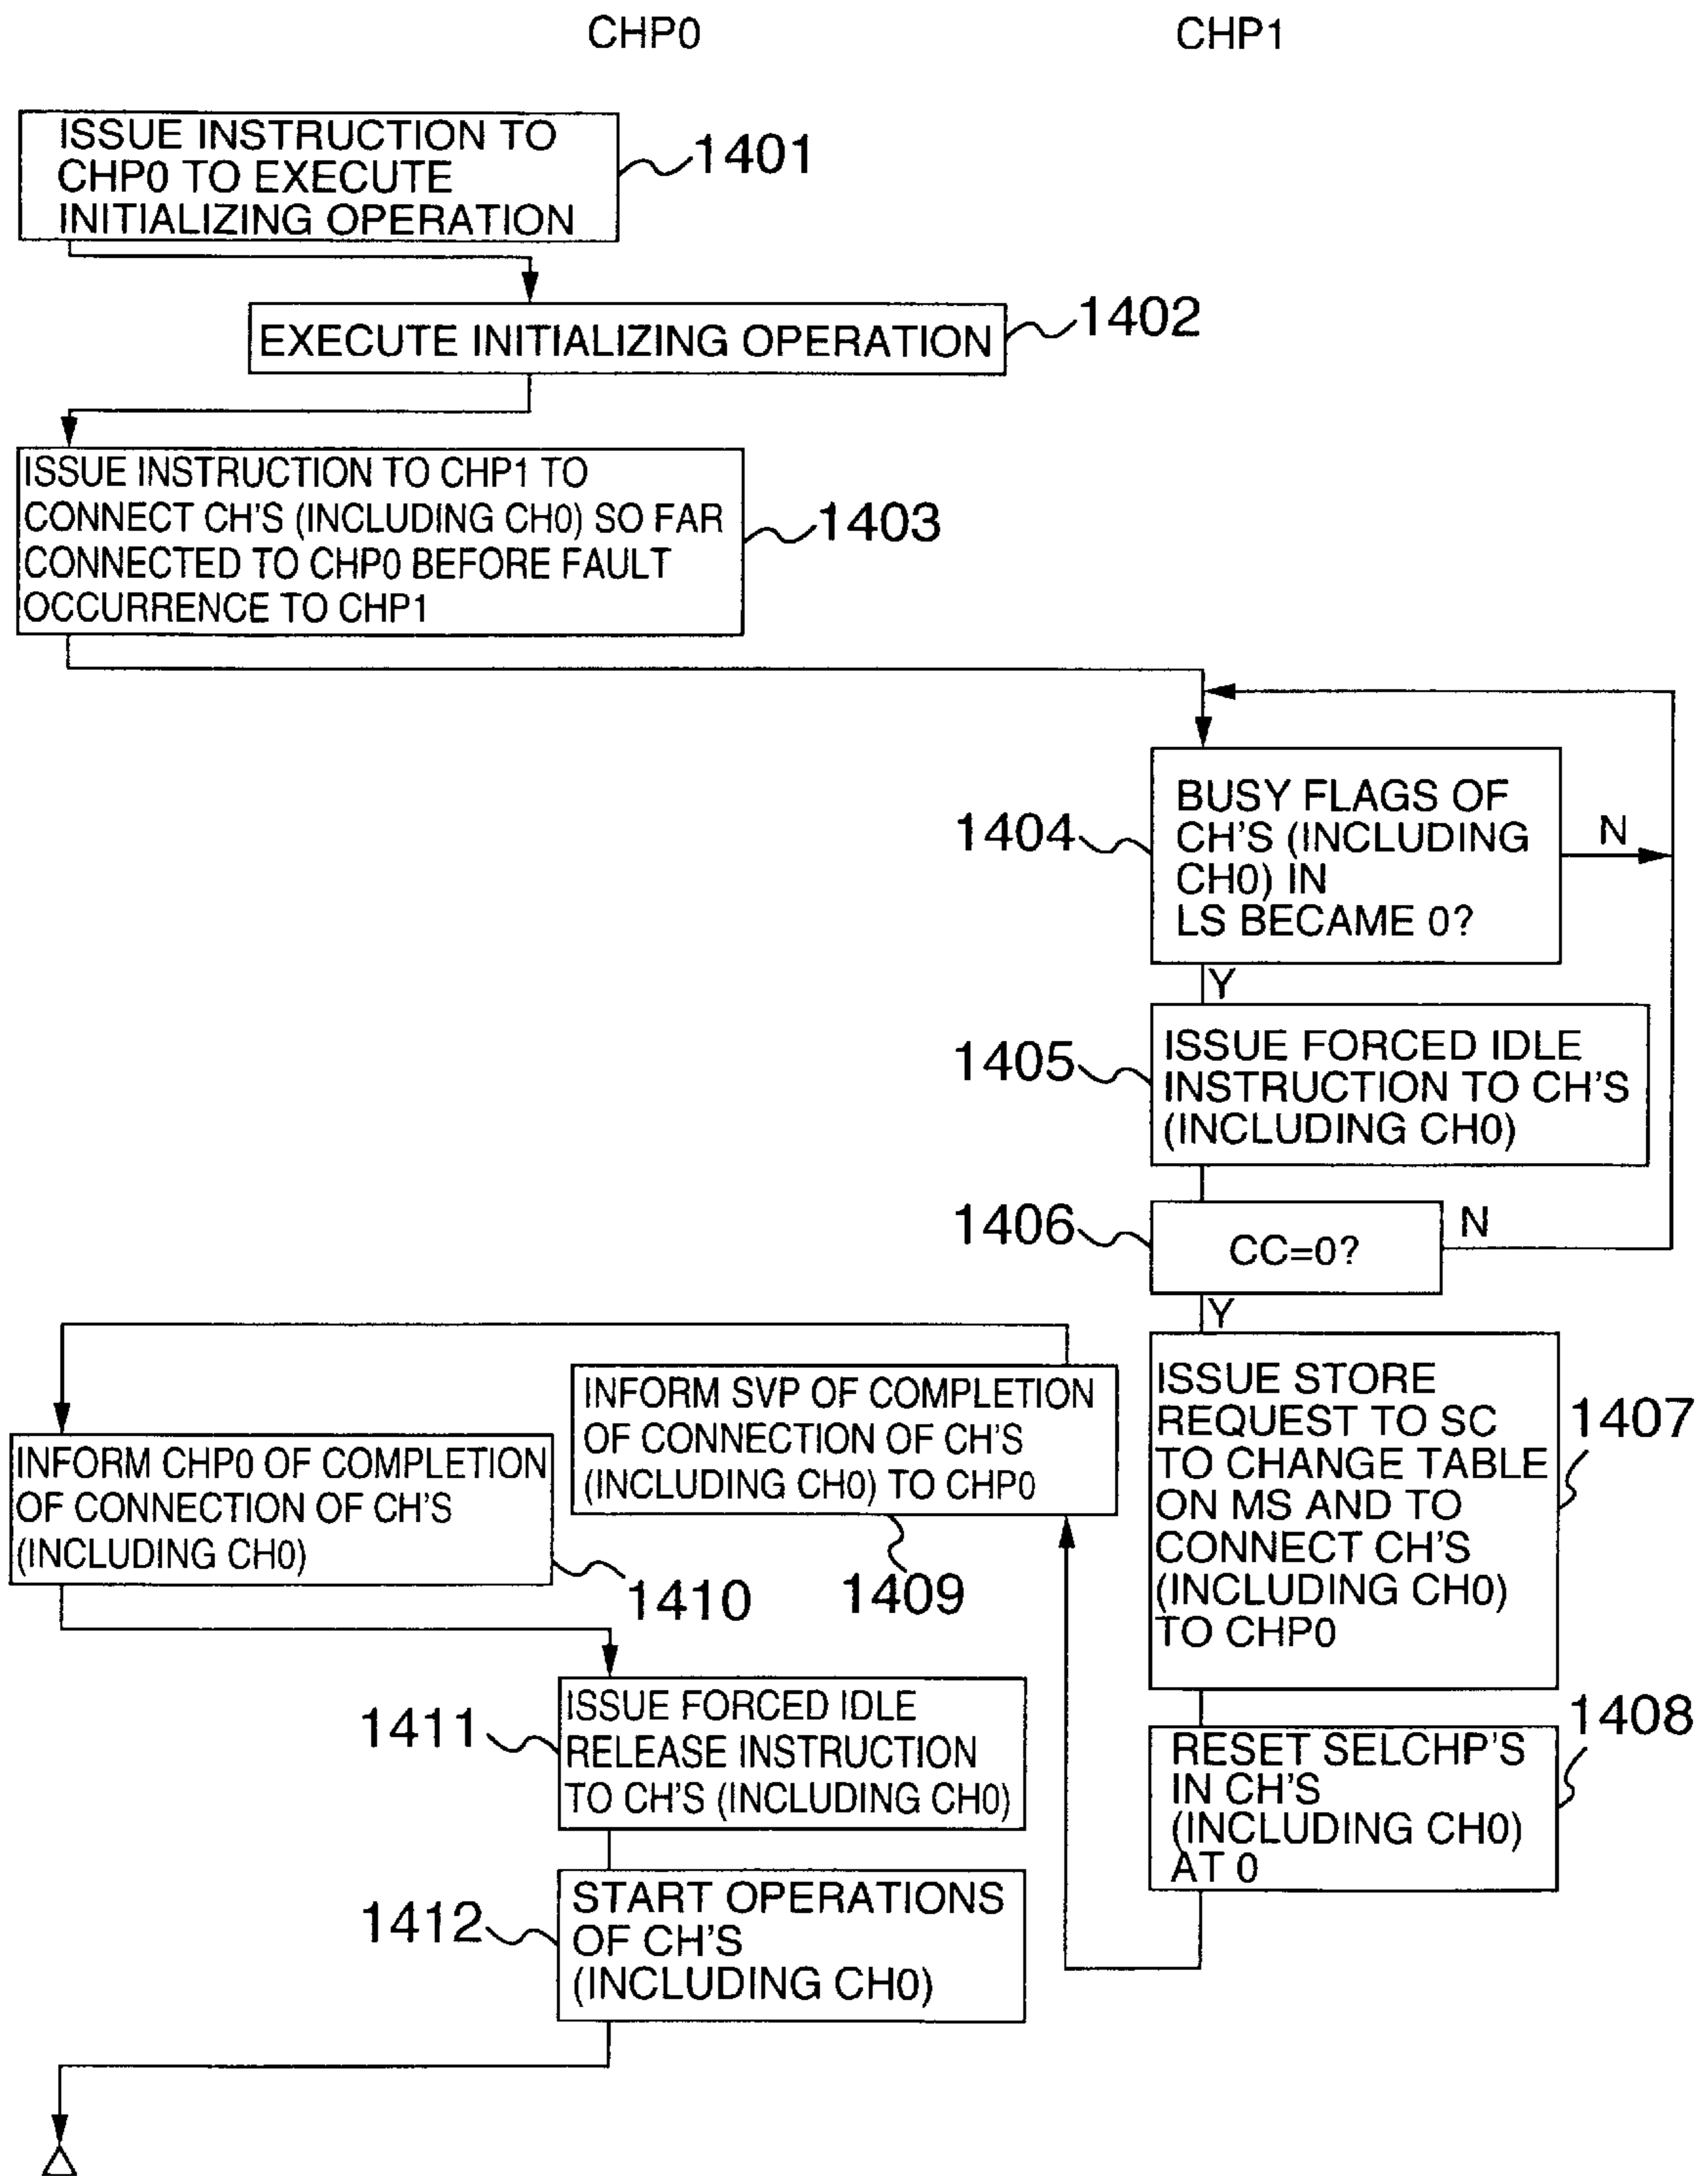 CHP0
CHP1
ISSUE INSTRUCTION TO
CHP0 TO EXECUTE
INITIALIZING OPERATION
1401
EXECUTE INITIALIZING OPERATION
1402
ISSUE INSTRUCTION TO CHP1 TO
CONNECT CH'S (INCLUDING CH0) SO FAR
CONNECTED TO CHP0 BEFORE FAULT
OCCURRENCE TO CHP1
1403
1404
BUSY FLAGS OF
CH'S (INCLUDING
CH0) IN
LS BECAME 0?
N
Y
1405
ISSUE FORCED IDLE
INSTRUCTION TO CH'S
(INCLUDING CH0)
1406
CC=0?
N
Y
ISSUE STORE
REQUEST TO SC
TO CHANGE TABLE
ON MS AND TO
CONNECT CH'S
(INCLUDING CH0)
TO CHP0
1407
RESET SELCHP'S
IN CH'S
(INCLUDING CH0)
AT 0
1408
INFORM SVP OF COMPLETION
OF CONNECTION OF CH'S
(INCLUDING CH0) TO CHP0
1409
INFORM CHP0 OF COMPLETION
OF CONNECTION OF CH'S
(INCLUDING CH0)
1410
1411
ISSUE FORCED IDLE
RELEASE INSTRUCTION
TO CH'S (INCLUDING CH0)
1412
START OPERATIONS
OF CH'S
(INCLUDING CH0)